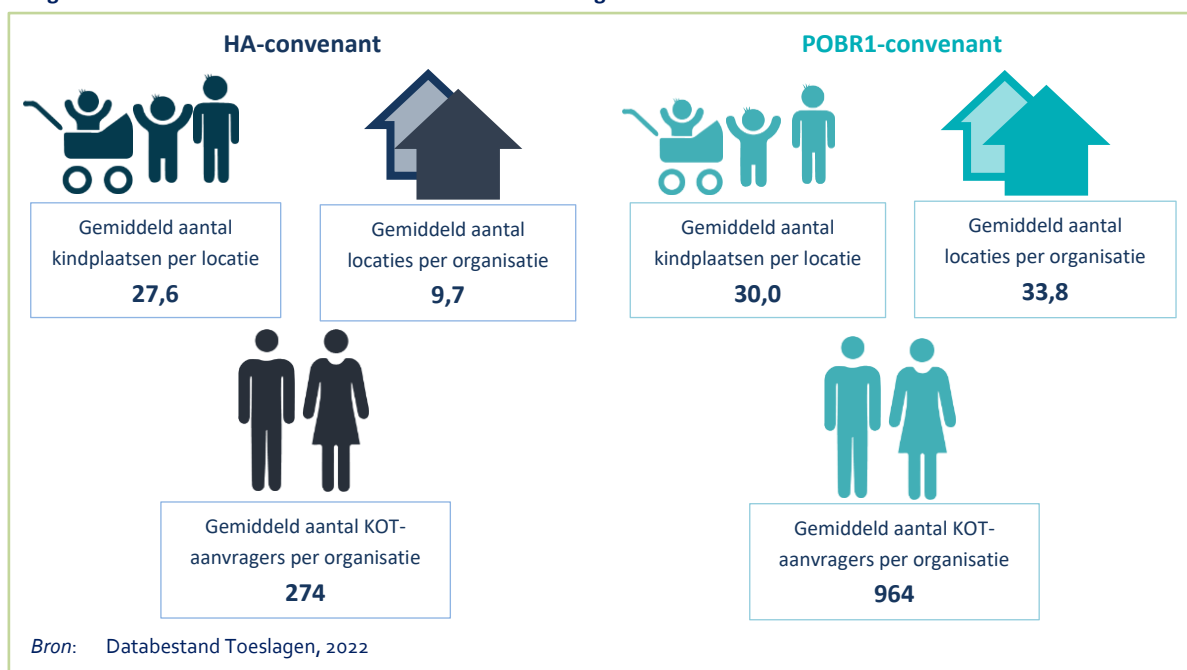 HA-convenant
Gemiddeld aantal
kindplaatsen per locatie
27,6
Gemiddeld aantal
locaties per organisatie
9,7
Gemiddeld aantal KOT-
aanvragers per organisatie
274
POBR1-convenant
Gemiddeld aantal
kindplaatsen per locatie
30,0
Gemiddeld aantal
locaties per organisatie
33,8
Gemiddeld aantal KOT-
aanvragers per organisatie
964
Bron: Databestand Toeslagen, 2022